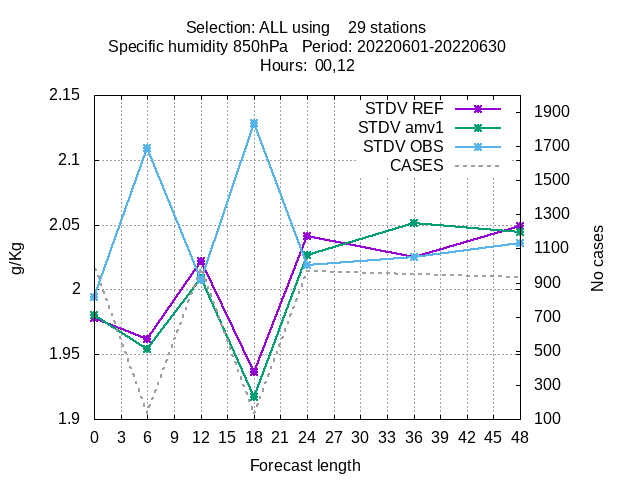 Selection: ALL using    29 stations
Specific humidity 850hPa   Period: 20220601-20220630
Hours:  00,12
STDV REF
STDV amv1
STDV OBS
CASES
2.15
2.1
2.05
2
1.95
1.9
g/Kg
1900
1700
1500
1300
1100
900
700
500
300
100
No cases
0 3 6 9 12 15 18 21 24 27 30 33 36 39 42 45 48
Forecast length